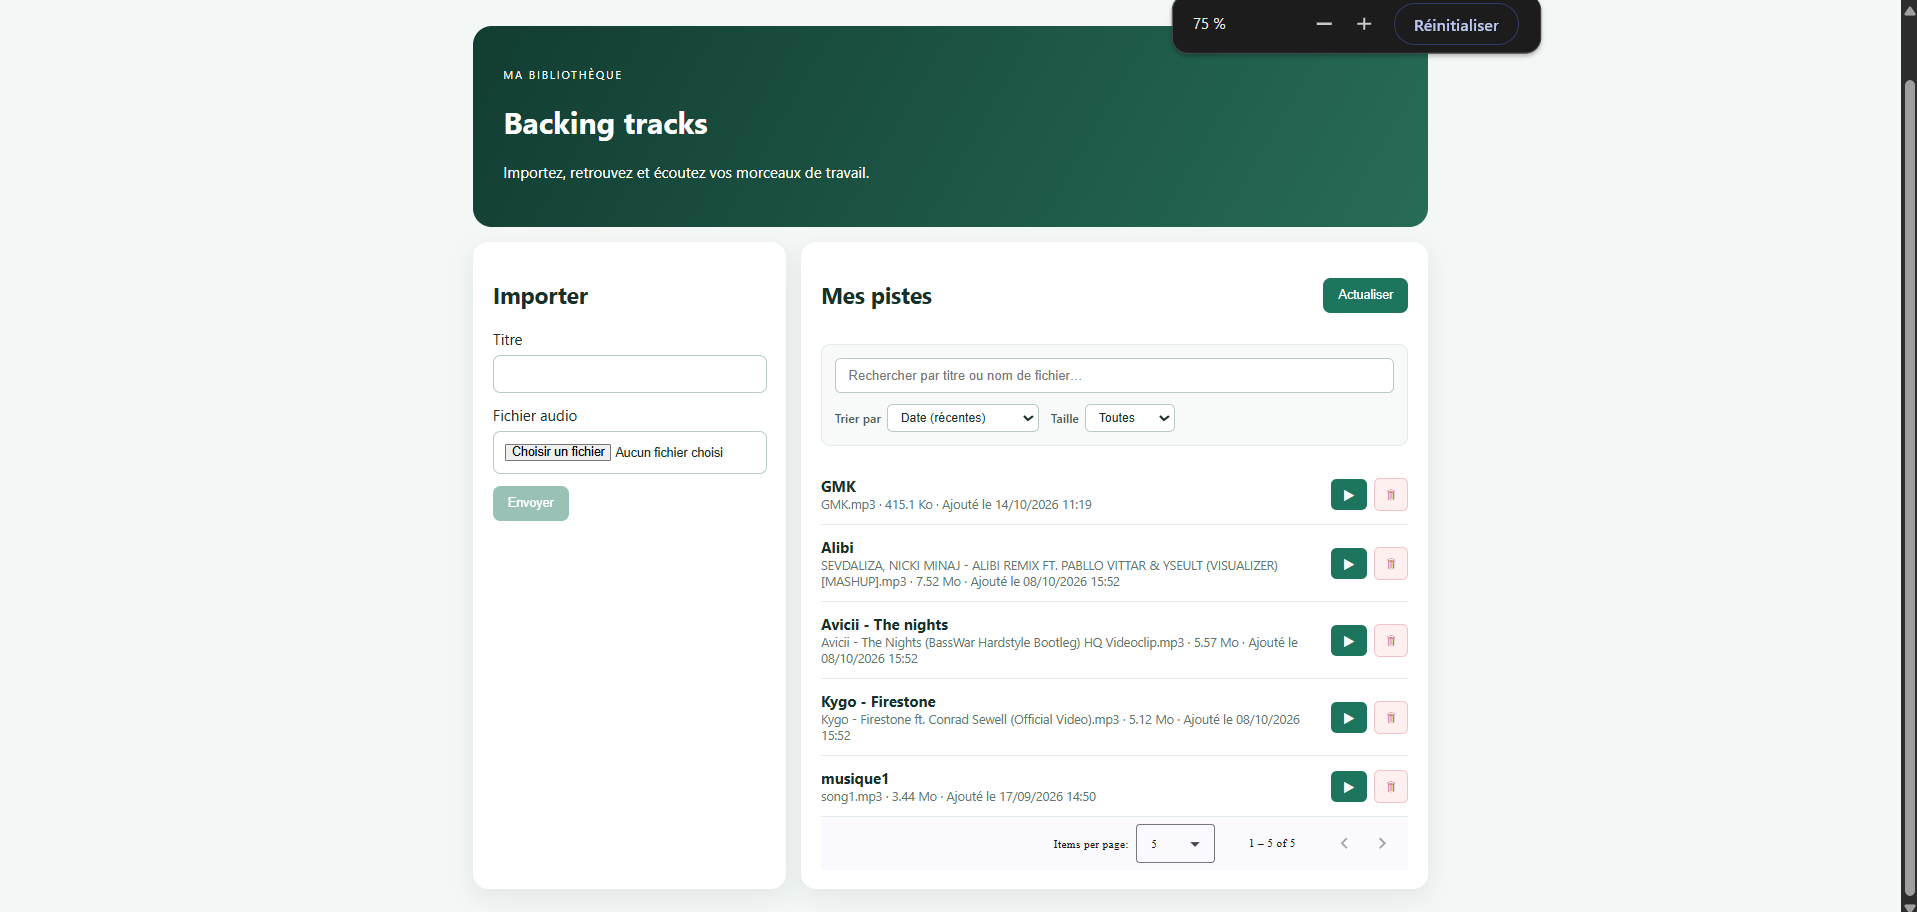 75 %
Réinitialiser
MA BIBLIOTHÈQUE
Backing tracks
Importez, retrouvez et écoutez vos morceaux de travail.
Importer
Titre
Fichier audio
Choisir un fichier Aucun fichier choisi
Envoyer
Mes pistes
Actualiser
Rechercher par titre ou nom de fichier…
Trier par Date (récentes) Taille Toutes
GMK
GMK.mp3 · 415.1 Ko · Ajouté le 14/10/2026 11:19
Alibi
SEVDALIZA, NICKI MINAJ - ALIBI REMIX FT. PABLLO VITTAR & YSEULT (VISUALIZER)
[MASHUP].mp3 · 7.52 Mo · Ajouté le 08/10/2026 15:52
Avicii - The nights
Avicii - The Nights (BassWar Hardstyle Bootleg) HQ Videoclip.mp3 · 5.57 Mo · Ajouté le
08/10/2026 15:52
Kygo - Firestone
Kygo - Firestone ft. Conrad Sewell (Official Video).mp3 · 5.12 Mo · Ajouté le 08/10/2026
15:52
musique1
song1.mp3 · 3.44 Mo · Ajouté le 17/09/2026 14:50
Items per page: 5 1 – 5 of 5